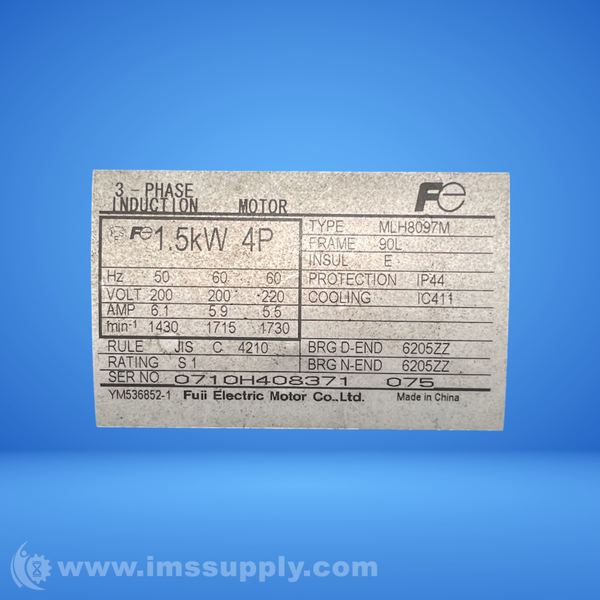 3 - PHASE
INDUCTION MOTOR
Fe
Fe 1.5kW 4P
Hz 50 60 60
VOLT 200 200 220
AMP 6.1 5.9 5.5
min⁻¹ 1430 1715 1730
RULE JIS C 4210
RATING S1
TYPE MLH8097M
FRAME 90L
INSUL E
PROTECTION IP44
COOLING IC411
BRG D-END 6205ZZ
BRG N-END 6205ZZ
SER NO 0710H408371 075
YM536852-1 Fuji Electric Motor Co.,Ltd. Made in China
www.imssupply.com